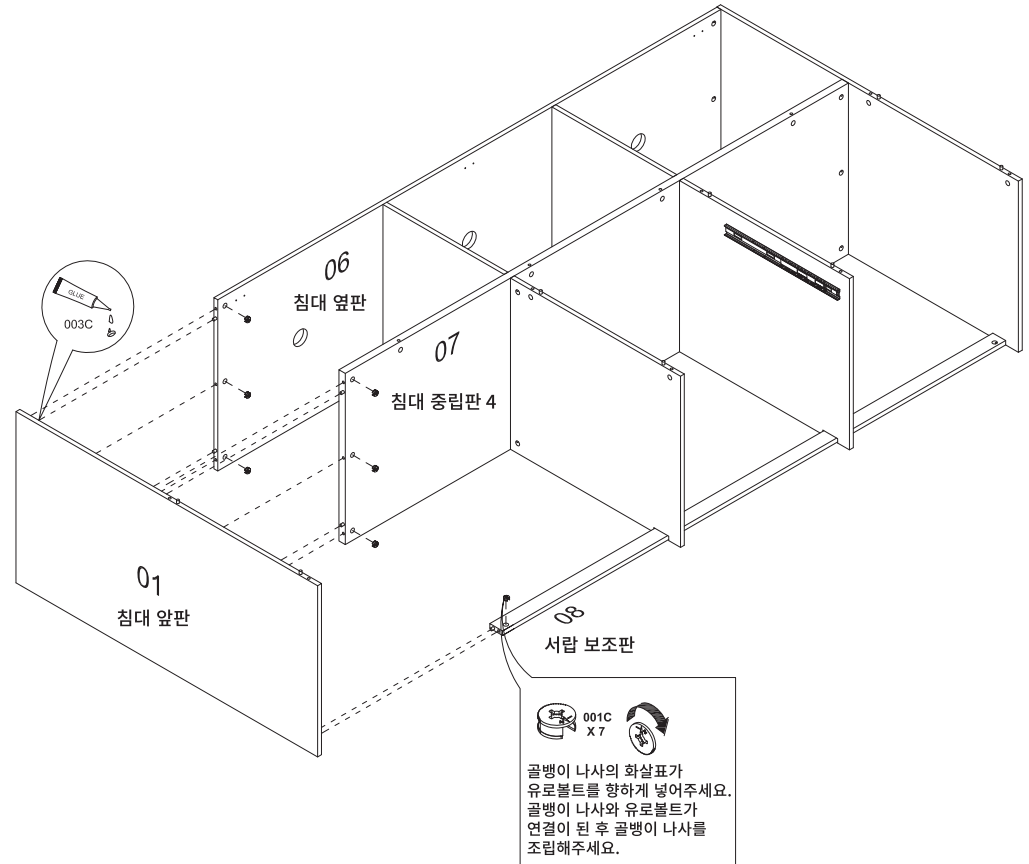 06
침대 옆판
GLUE
003C
07
침대 중립판 4
01
침대 앞판
08
서랍 보조판
001C
X 7
골뱅이 나사의 화살표가
유로볼트를 향하게 넣어주세요.
골뱅이 나사와 유로볼트가
연결이 된 후 골뱅이 나사를
조립해주세요.